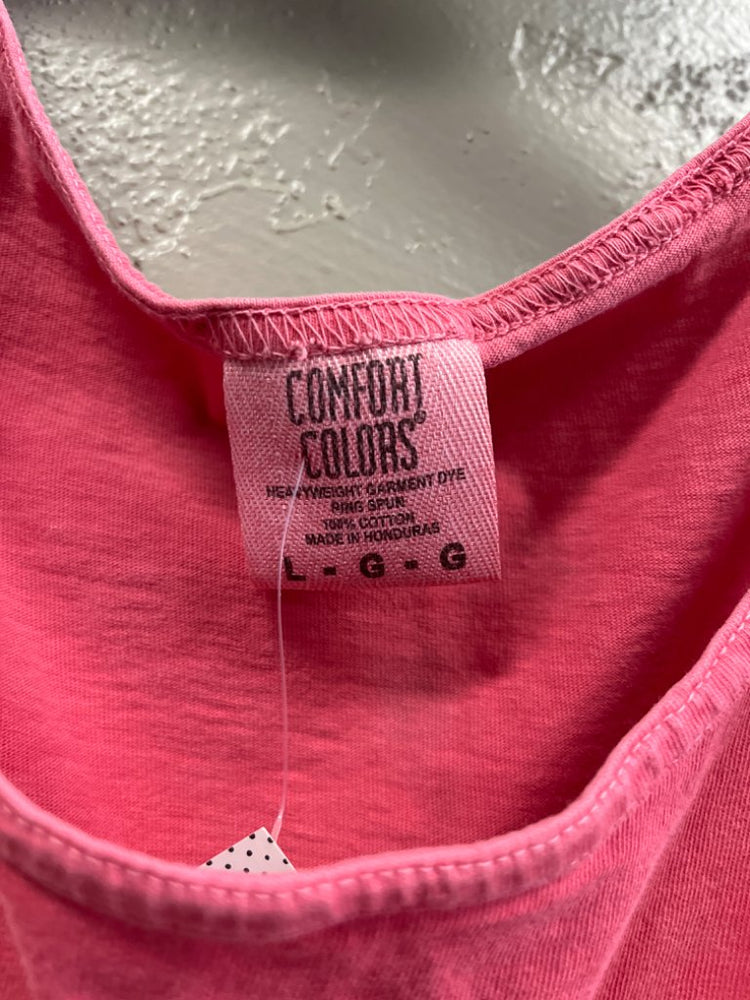 COMFORT
COLORS®
HEAVYWEIGHT GARMENT DYE
RING SPUN
100% COTTON
MADE IN HONDURAS
L - G - G